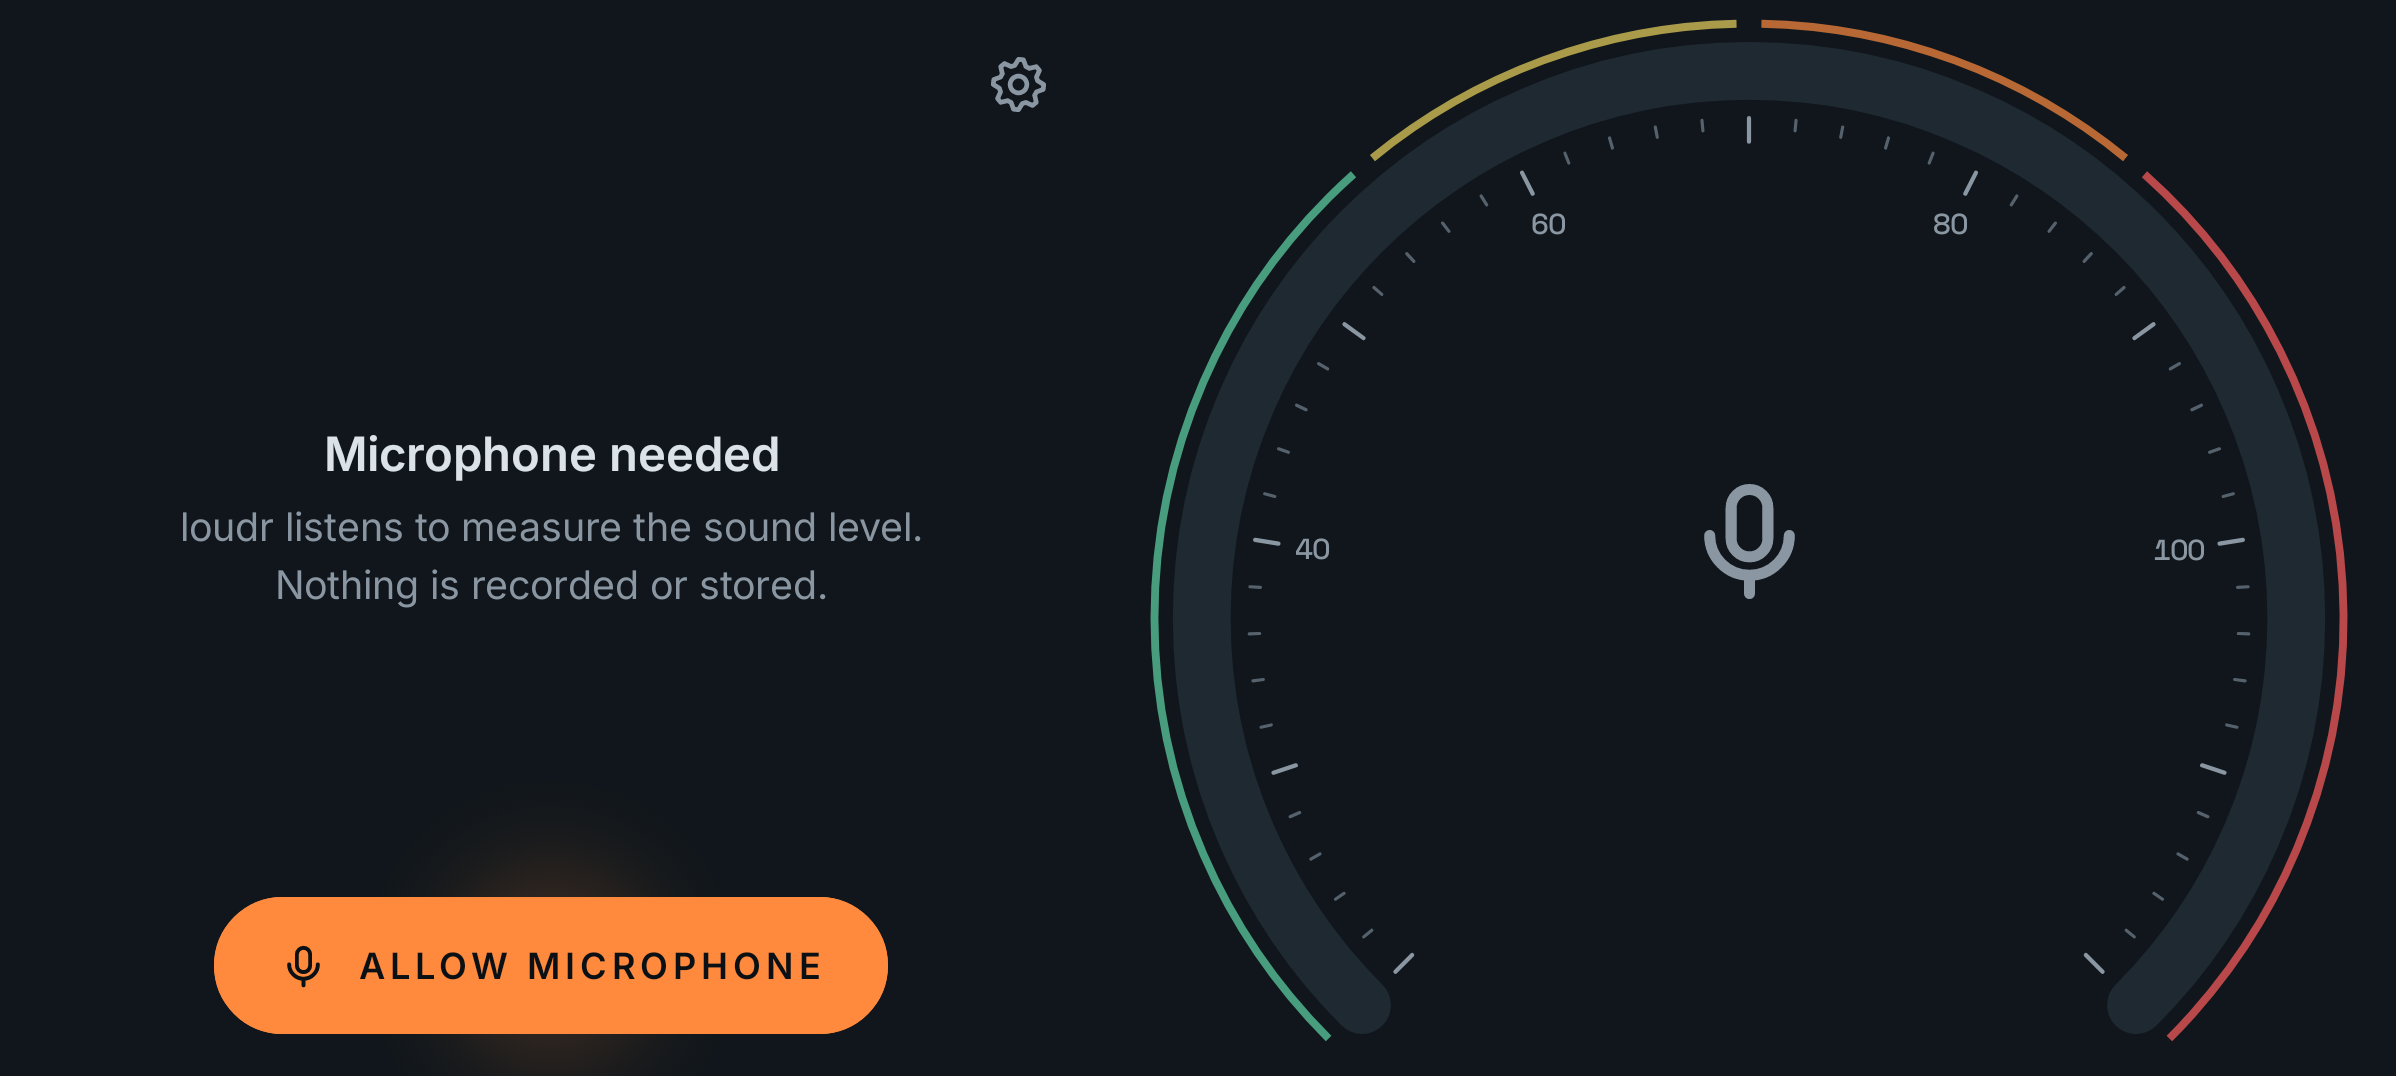 Microphone needed
loudr listens to measure the sound level.
Nothing is recorded or stored.
ALLOW MICROPHONE
60
80
40
100